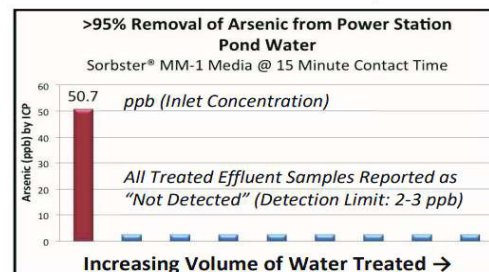 >95% Removal of Arsenic from Power Station
Pond Water
Sorbster® MM-1 Media @ 15 Minute Contact Time
Arsenic (ppb) by ICP
60
50
40
30
20
10
0
50.7
ppb (Inlet Concentration)
All Treated Effluent Samples Reported as
"Not Detected" (Detection Limit: 2-3 ppb)
Increasing Volume of Water Treated →